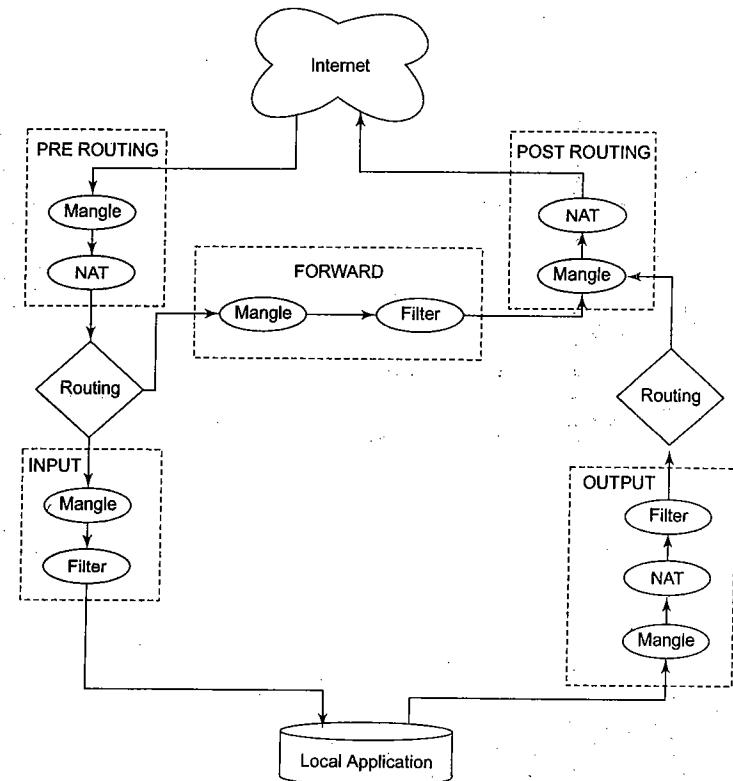 Internet
PRE ROUTING
Mangle
NAT
POST ROUTING
NAT
Mangle
FORWARD
Mangle
Filter
Routing
Routing
INPUT
Mangle
Filter
OUTPUT
Filter
NAT
Mangle
Local Application